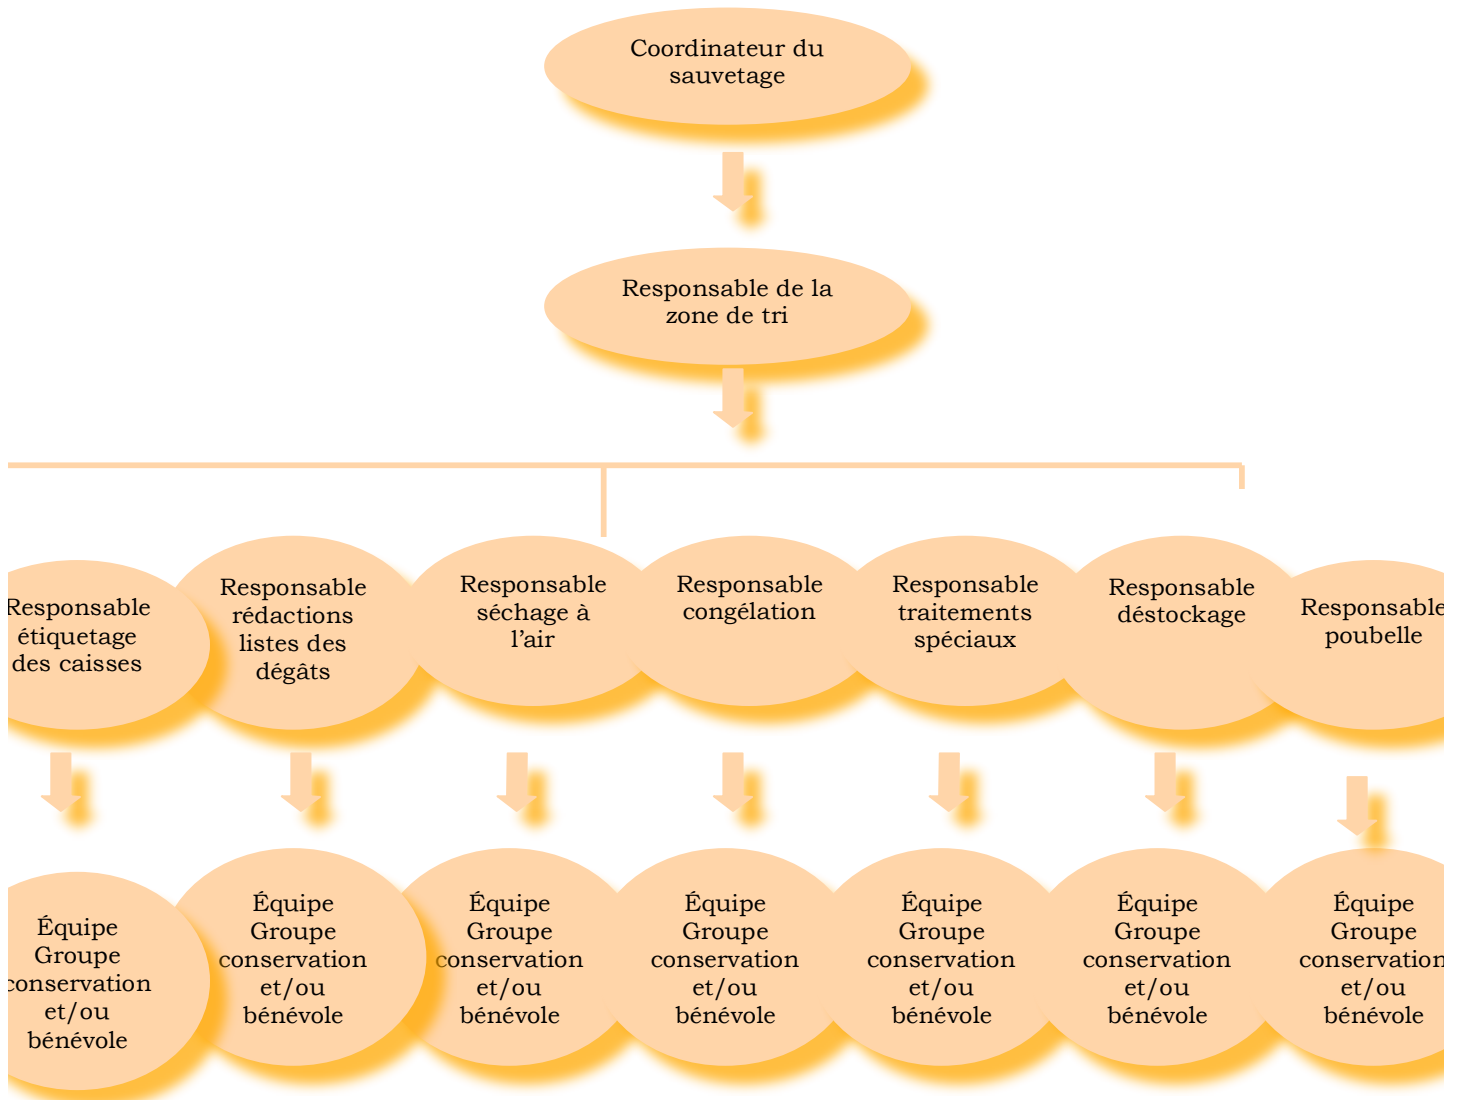 Coordinateur du
sauvetage
Responsable de la
zone de tri
Responsable
étiquetage
des caisses
Responsable
rédactions
listes des
dégâts
Responsable
séchage à
l’air
Responsable
congélation
Responsable
traitements
spéciaux
Responsable
déstockage
Responsable
poubelle
Équipe
Groupe
conservation
et/ou
bénévole
Équipe
Groupe
conservation
et/ou
bénévole
Équipe
Groupe
conservation
et/ou
bénévole
Équipe
Groupe
conservation
et/ou
bénévole
Équipe
Groupe
conservation
et/ou
bénévole
Équipe
Groupe
conservation
et/ou
bénévole
Équipe
Groupe
conservation
et/ou
bénévole